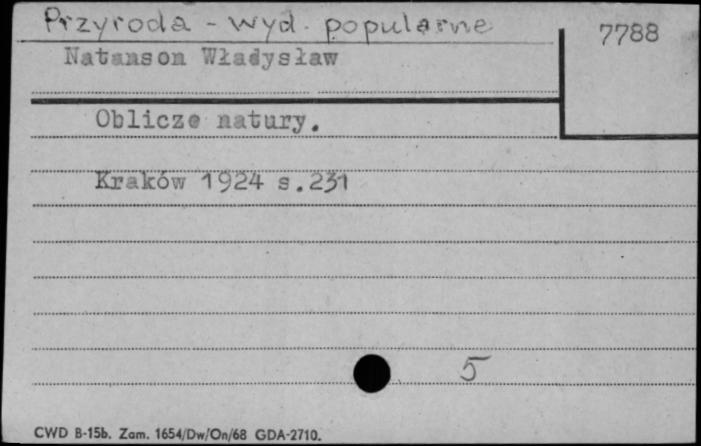 Przyroda - wyd. popularne
7788
Natanson Władysław
Oblicze natury.
Kraków 1924 s.231
5
CWD B-15b. Zam. 1654/Dw/On/68 GDA-2710.